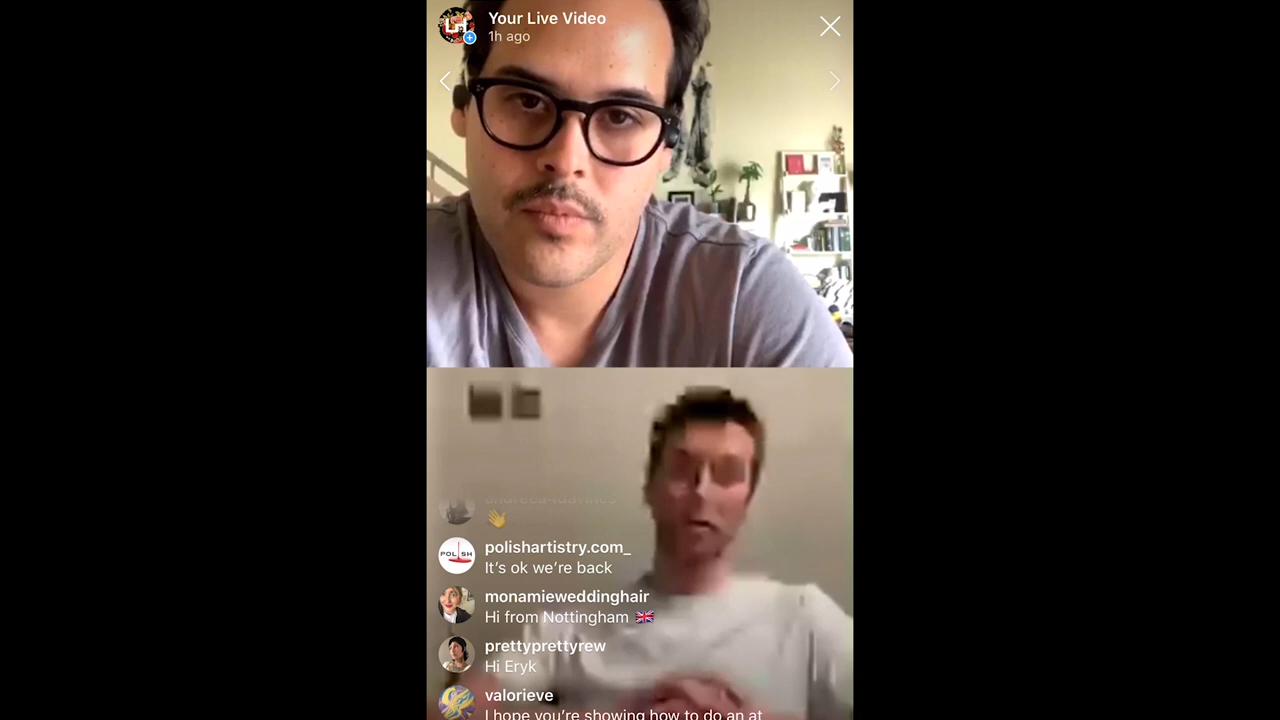 Your Live Video
1h ago
polishartistry.com_
It's ok we're back
monamieweddinghair
Hi from Nottingham 🇬🇧
prettyprettyrew
Hi Eryk
valorieve
I hope you're showing how to do an at
POLISH